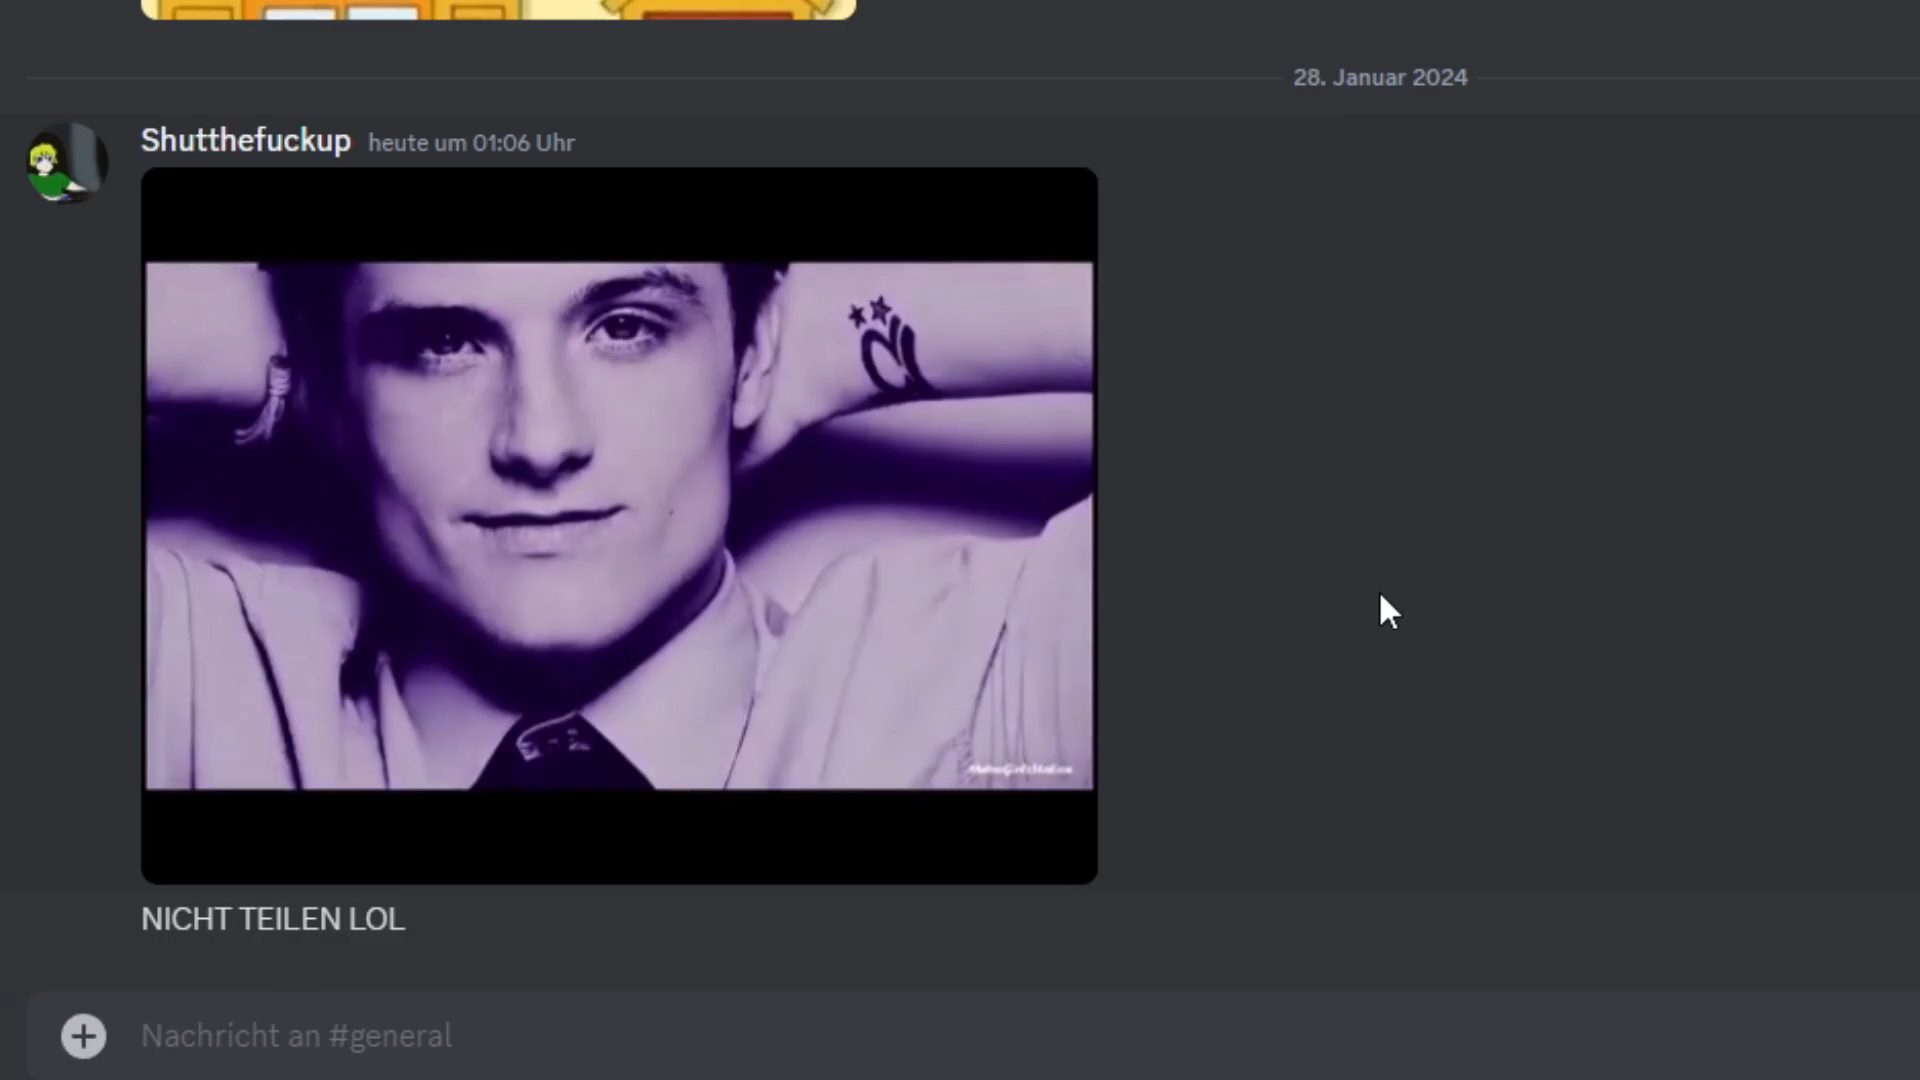 28. Januar 2024
Shutthefuckup heute um 01:06 Uhr
NICHT TEILEN LOL
Nachricht an #general